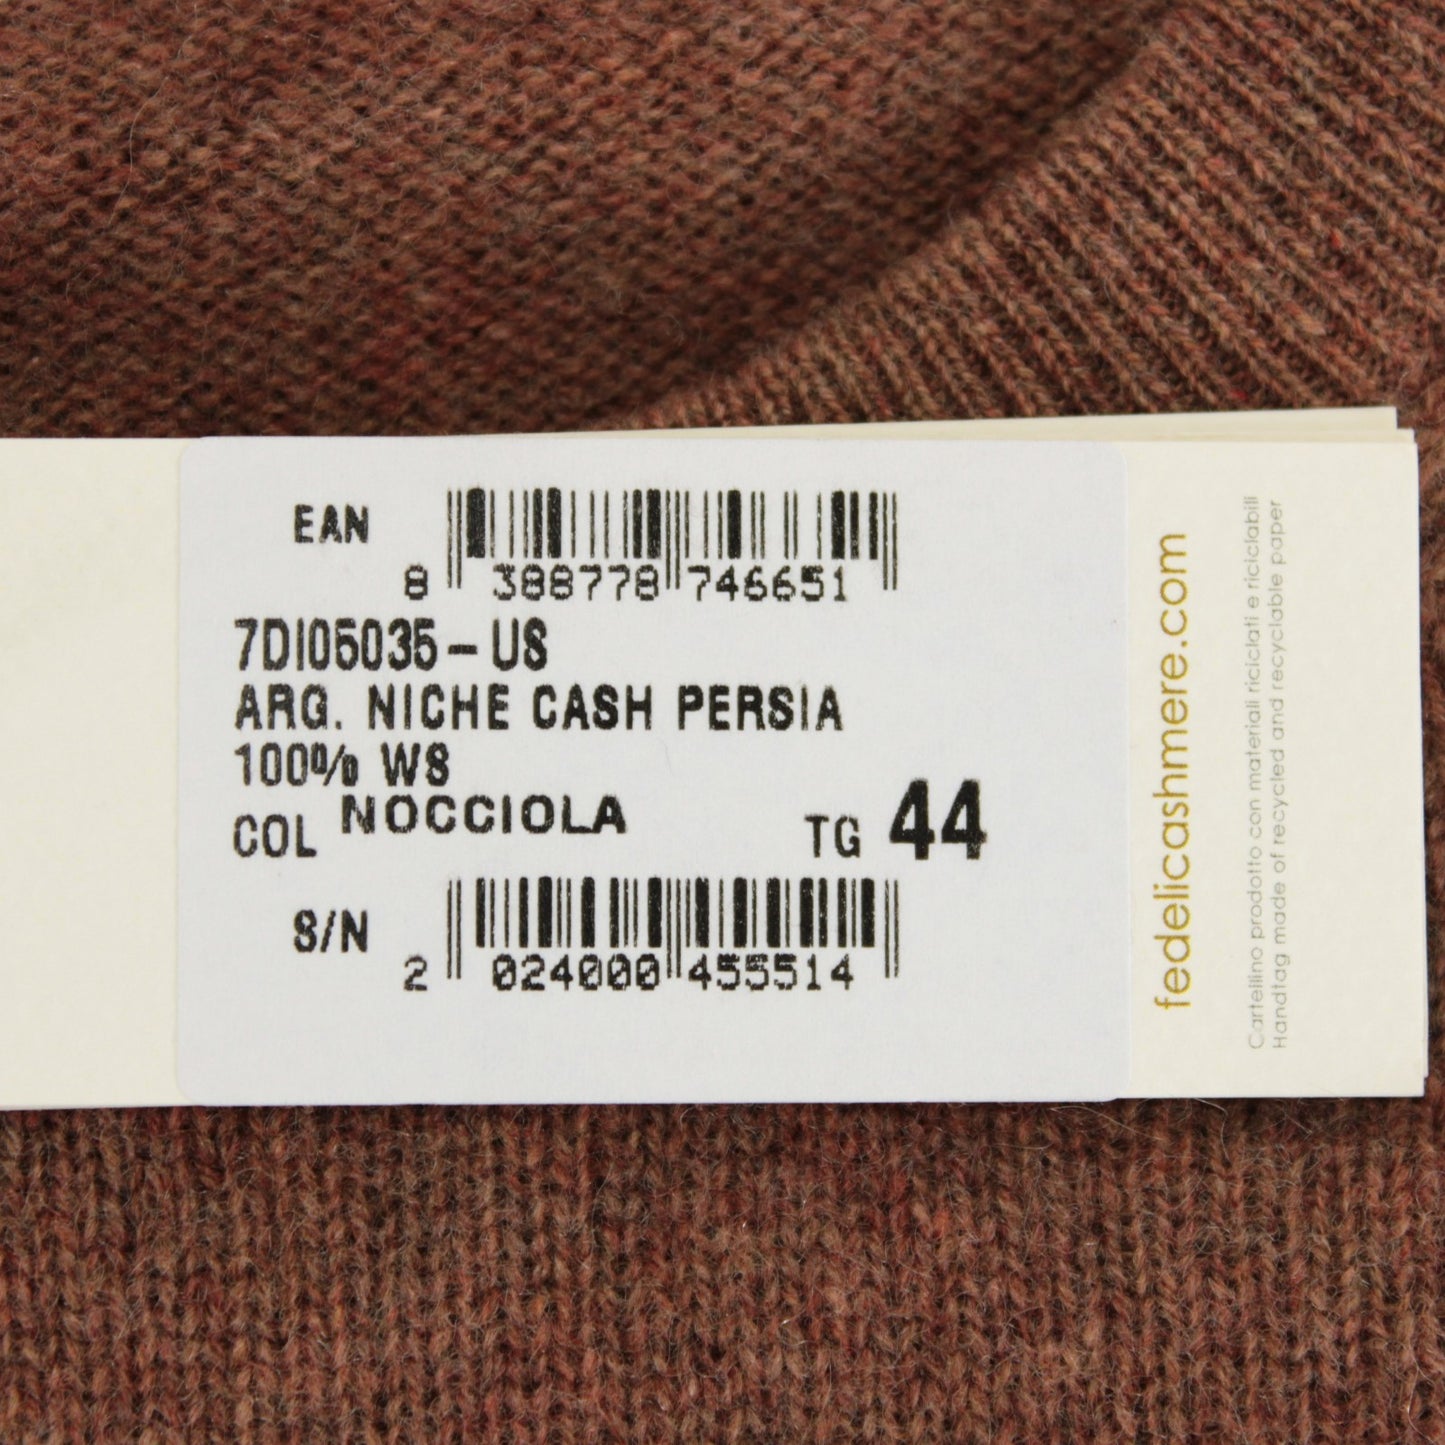 EAN
8 388778 746651
7DI05035-US
ARG. NICHE CASH PERSIA
100% WS
COL NOCCIOLA TG 44
S/N
2 024000 455514
fedelicashmere.com
Cartellino prodotto con materiali riciclati e riciclabili
Handtag made of recycled and recyclable paper